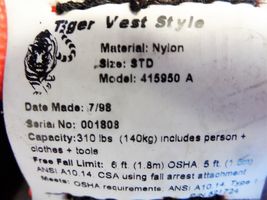 Tiger Vest Style
Material: Nylon
Size: STD
Model: 415950 A
Date Made: 7/98
Serial No: 001808
Capacity: 310 lbs (140kg) includes person +
clothes + tools
Free Fall Limit: 6 ft. (1.8m) OSHA 5 ft.
ANSI A10.14, CSA using fall arrest attachment
Meets: OSHA requirements: ANSI A10.14, Type 1